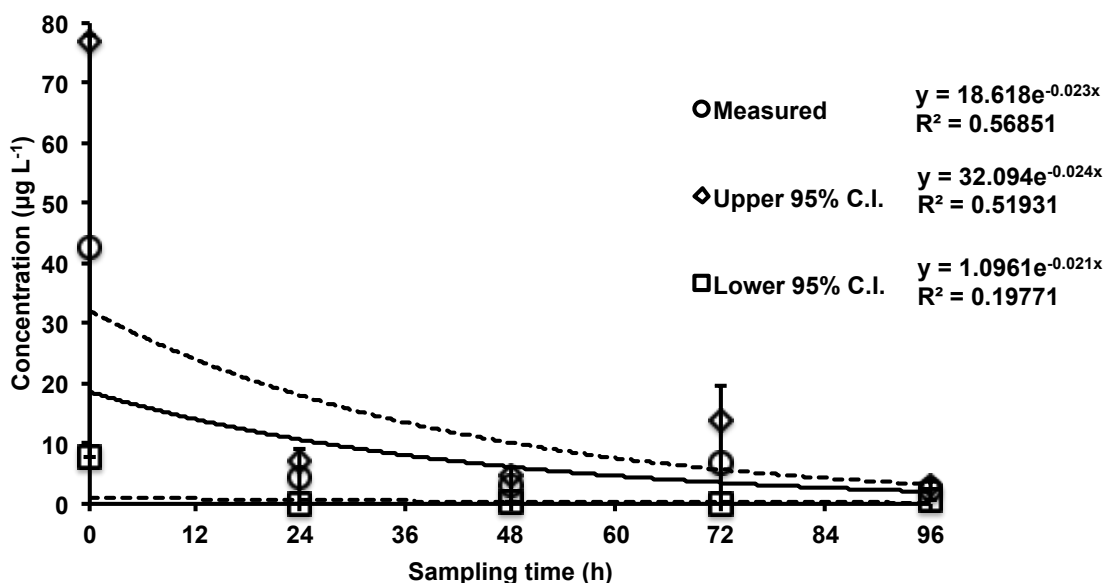 80
70
60
50
40
30
20
10
0
Concentration (µg L⁻¹)
0 12 24 36 48 60 72 84 96
Sampling time (h)
Measured
y = 18.618e⁻⁰·⁰²³ˣ
R² = 0.56851
Upper 95% C.I.
y = 32.094e⁻⁰·⁰²⁴ˣ
R² = 0.51931
Lower 95% C.I.
y = 1.0961e⁻⁰·⁰²¹ˣ
R² = 0.19771